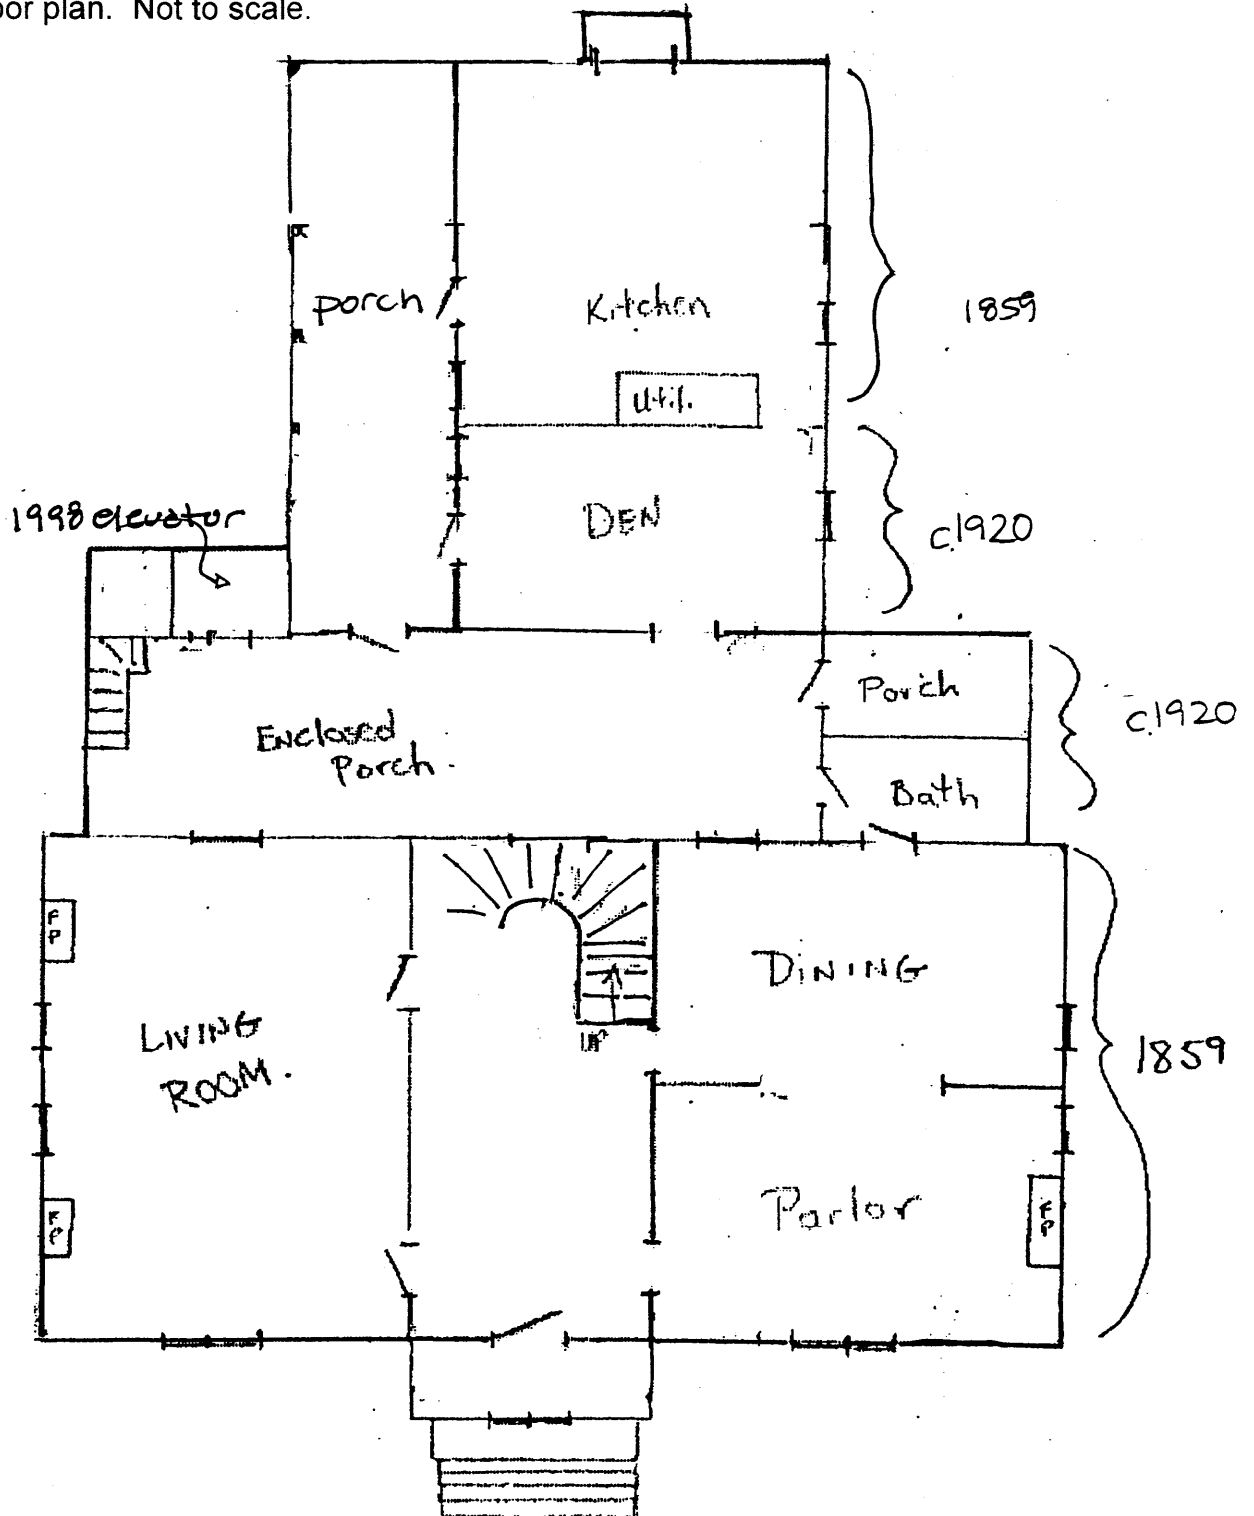 oor plan. Not to scale.
porch
Kitchen
1859
Util.
1998 elevator
DEN
c.1920
Porch
c.1920
Enclosed
Porch.
Bath
FP
DiNING
LIVING
ROOM.
UP
1859
Parlor
FP
FP